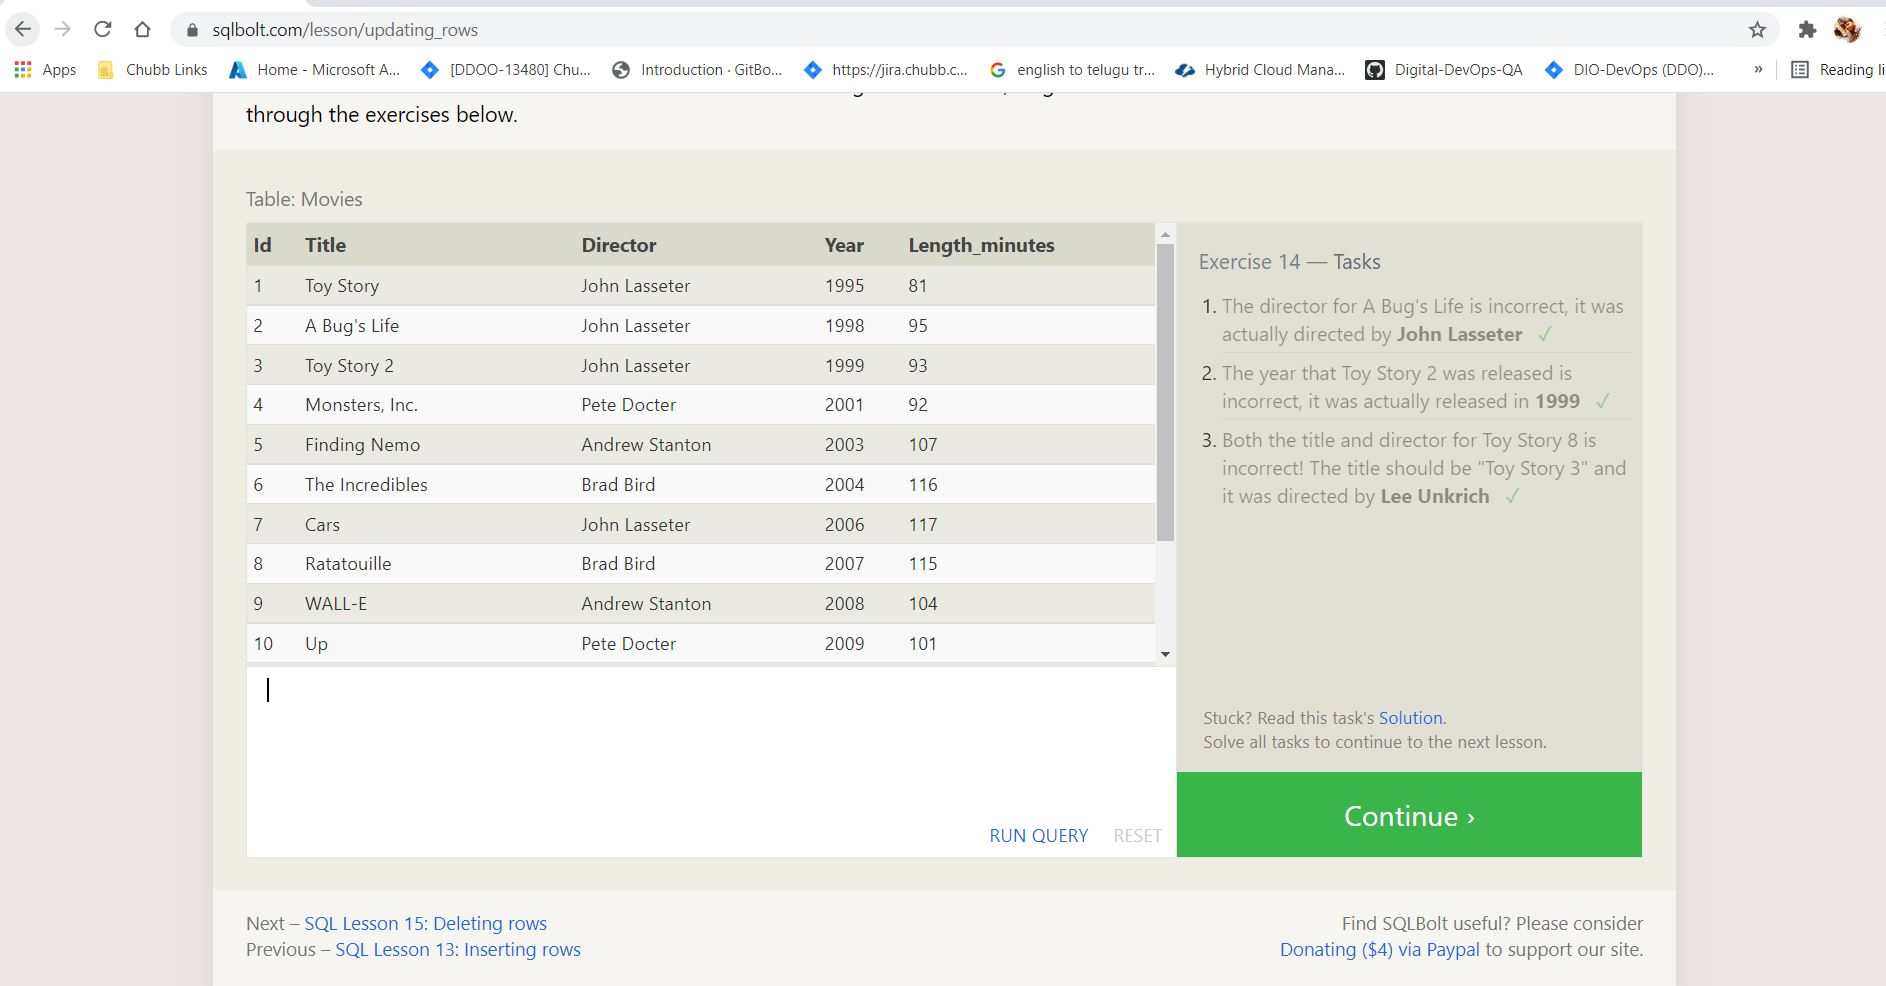 sqlbolt.com/lesson/updating_rows
Apps Chubb Links Home - Microsoft A... [DDOO-13480] Chu... Introduction · GitBo... https://jira.chubb.c... english to telugu tr... Hybrid Cloud Mana... Digital-DevOps-QA DIO-DevOps (DDO)... » Reading li
through the exercises below.
Table: Movies
Id Title Director Year Length_minutes
1 Toy Story John Lasseter 1995 81
2 A Bug's Life John Lasseter 1998 95
3 Toy Story 2 John Lasseter 1999 93
4 Monsters, Inc. Pete Docter 2001 92
5 Finding Nemo Andrew Stanton 2003 107
6 The Incredibles Brad Bird 2004 116
7 Cars John Lasseter 2006 117
8 Ratatouille Brad Bird 2007 115
9 WALL-E Andrew Stanton 2008 104
10 Up Pete Docter 2009 101
RUN QUERY RESET
Exercise 14 — Tasks
1. The director for A Bug's Life is incorrect, it was
actually directed by John Lasseter ✓
2. The year that Toy Story 2 was released is
incorrect, it was actually released in 1999 ✓
3. Both the title and director for Toy Story 8 is
incorrect! The title should be "Toy Story 3" and
it was directed by Lee Unkrich ✓
Stuck? Read this task's Solution.
Solve all tasks to continue to the next lesson.
Continue ›
Next – SQL Lesson 15: Deleting rows
Previous – SQL Lesson 13: Inserting rows
Find SQLBolt useful? Please consider
Donating ($4) via Paypal to support our site.